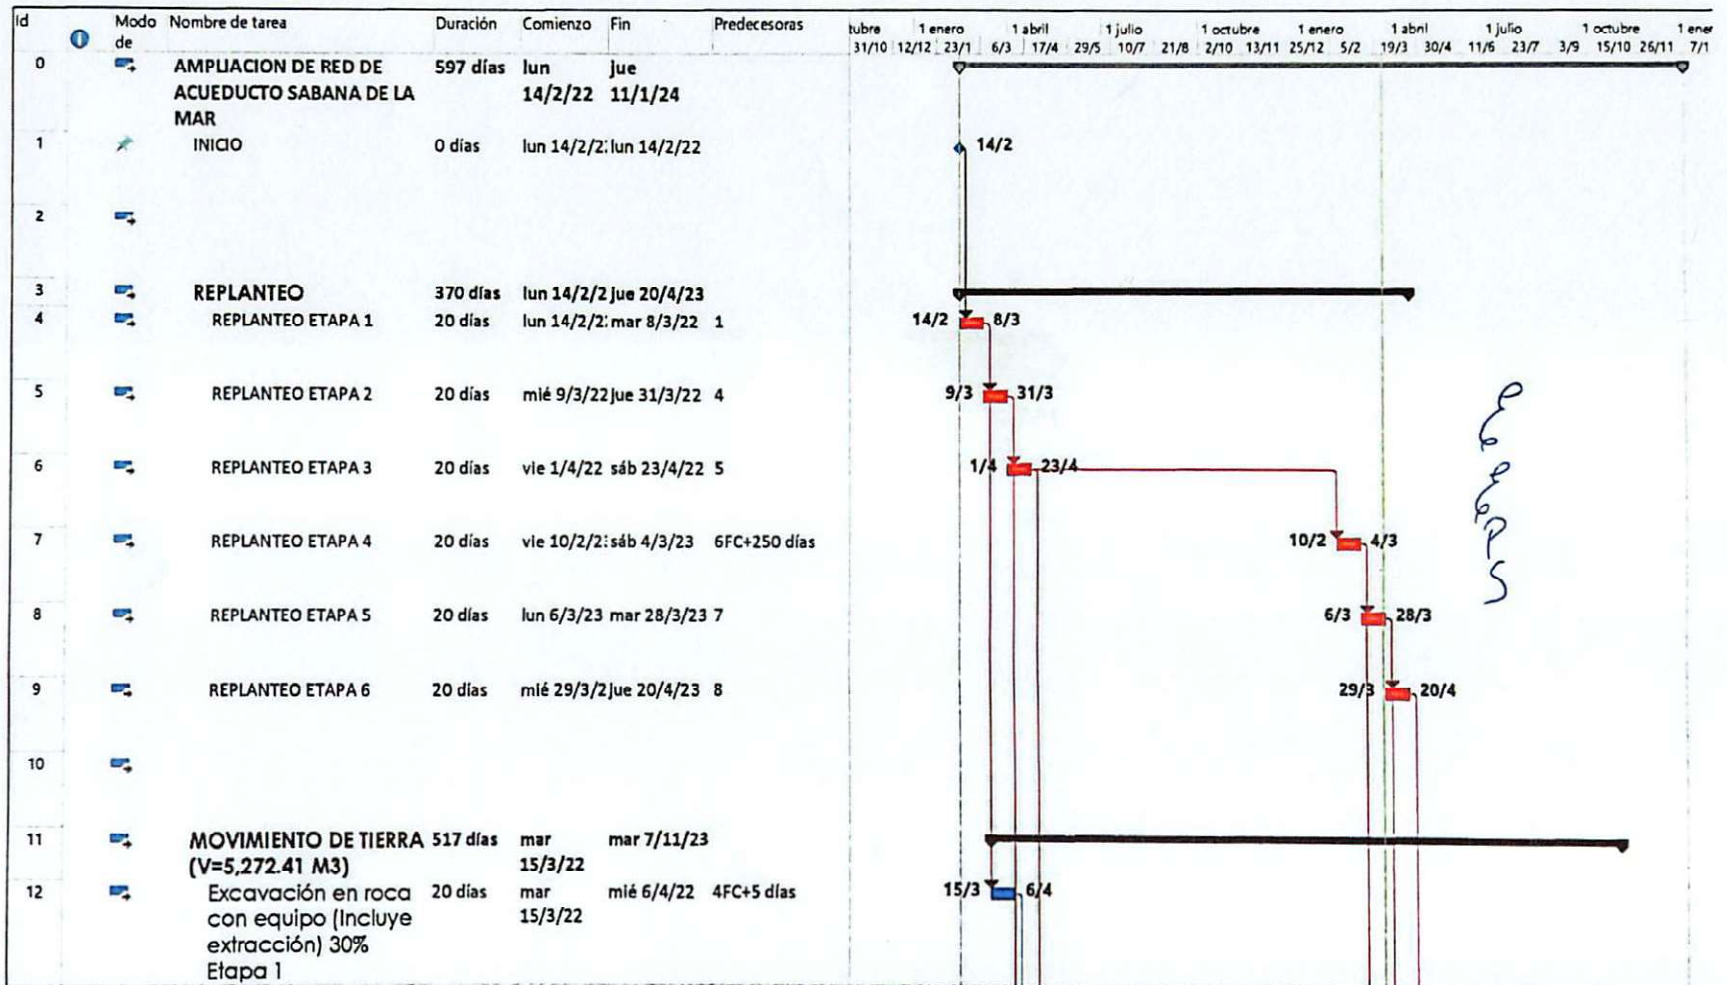 Id Modo de Nombre de tarea Duración Comienzo Fin Predecesoras
tubre 1 enero 1 abril 1 julio 1 octubre 1 enero 1 abril 1 julio 1 octubre 1 ener
31/10 12/12 23/1 6/3 17/4 29/5 10/7 21/8 2/10 13/11 25/12 5/2 19/3 30/4 11/6 23/7 3/9 15/10 26/11 7/1
0 AMPLIACION DE RED DE 597 días lun jue
ACUEDUCTO SABANA DE LA 14/2/22 11/1/24
MAR
1 INICIO 0 días lun 14/2/2 lun 14/2/22 14/2
2
3 REPLANTEO 370 días lun 14/2/2 jue 20/4/23
4 REPLANTEO ETAPA 1 20 días lun 14/2/2 mar 8/3/22 1 14/2 8/3
5 REPLANTEO ETAPA 2 20 días mié 9/3/22 jue 31/3/22 4 9/3 31/3
6 REPLANTEO ETAPA 3 20 días vie 1/4/22 sáb 23/4/22 5 1/4 23/4
7 REPLANTEO ETAPA 4 20 días vie 10/2/2 sáb 4/3/23 6FC+250 días 10/2 4/3
8 REPLANTEO ETAPA 5 20 días lun 6/3/23 mar 28/3/23 7 6/3 28/3
9 REPLANTEO ETAPA 6 20 días mié 29/3/2 jue 20/4/23 8 29/3 20/4
10
11 MOVIMIENTO DE TIERRA 517 días mar mar 7/11/23
(V=5,272.41 M3) 15/3/22
12 Excavación en roca 20 días mar mié 6/4/22 4FC+5 días 15/3 6/4
con equipo (Incluye 15/3/22
extracción) 30%
Etapa 1